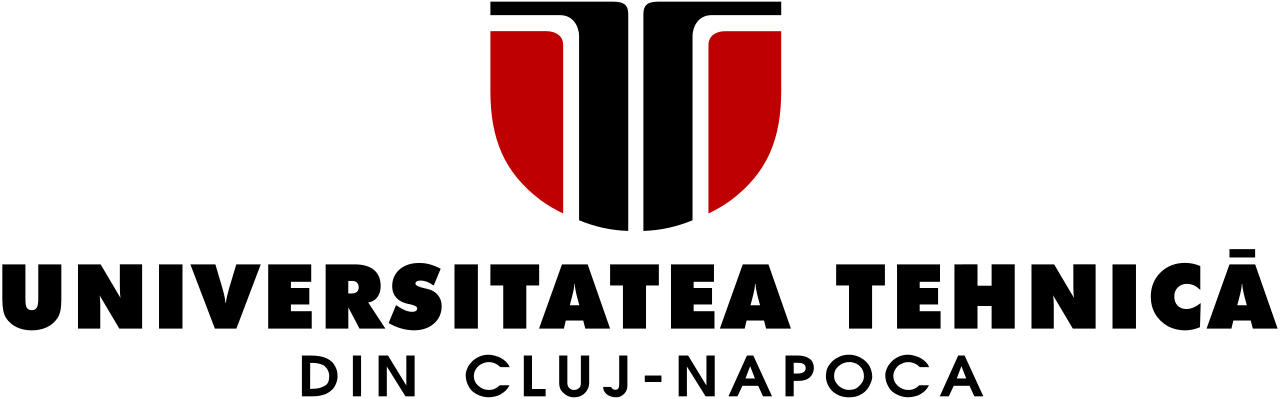 UNIVERSITATEA TEHNICĀ
DIN CLUJ-NAPOCA